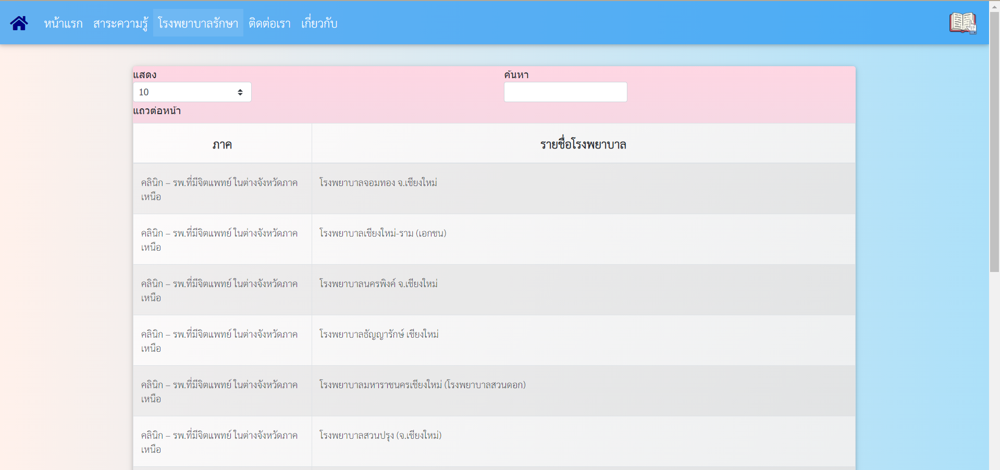 หน้าแรก สาระความรู้ โรงพยาบาลรักษา ติดต่อเรา เกี่ยวกับ
แสดง ค้นหา
10
แถวต่อหน้า
ภาค รายชื่อโรงพยาบาล
คลินิก – รพ.ที่มีจิตแพทย์ ในต่างจังหวัดภาค โรงพยาบาลจอมทอง จ.เชียงใหม่
เหนือ
คลินิก – รพ.ที่มีจิตแพทย์ ในต่างจังหวัดภาค โรงพยาบาลเชียงใหม่-ราม (เอกชน)
เหนือ
คลินิก – รพ.ที่มีจิตแพทย์ ในต่างจังหวัดภาค โรงพยาบาลนครพิงค์ จ.เชียงใหม่
เหนือ
คลินิก – รพ.ที่มีจิตแพทย์ ในต่างจังหวัดภาค โรงพยาบาลธัญญารักษ์ เชียงใหม่
เหนือ
คลินิก – รพ.ที่มีจิตแพทย์ ในต่างจังหวัดภาค โรงพยาบาลมหาราชนครเชียงใหม่ (โรงพยาบาลสวนดอก)
เหนือ
คลินิก – รพ.ที่มีจิตแพทย์ ในต่างจังหวัดภาค โรงพยาบาลสวนปรุง (จ.เชียงใหม่)
เหนือ